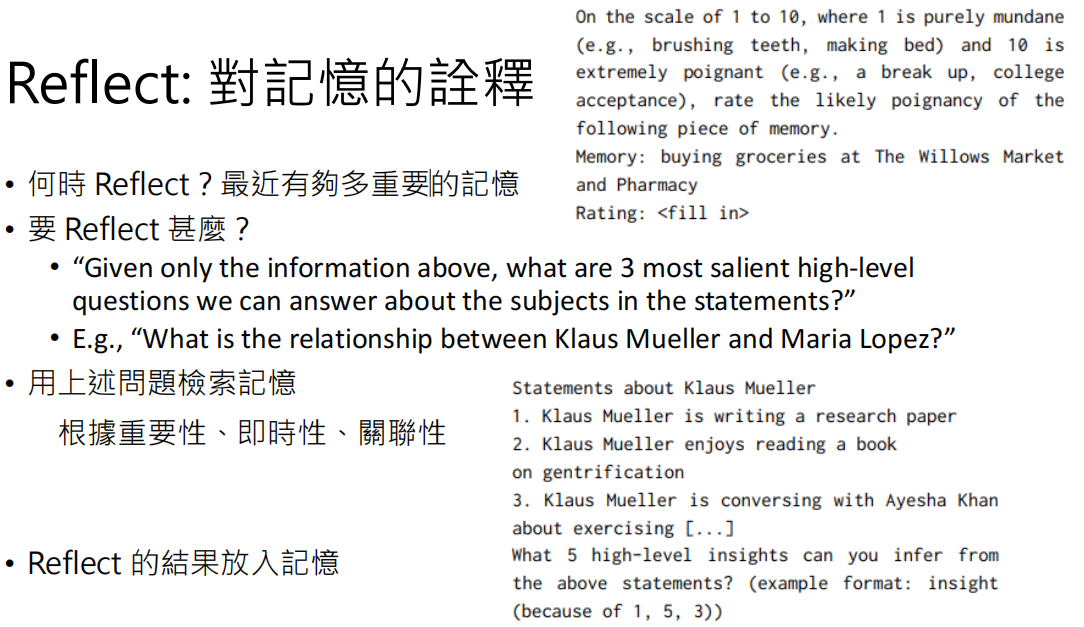 Reflect: 對記憶的詮釋
On the scale of 1 to 10, where 1 is purely mundane
(e.g., brushing teeth, making bed) and 10 is
extremely poignant (e.g., a break up, college
acceptance), rate the likely poignancy of the
following piece of memory.
Memory: buying groceries at The Willows Market
and Pharmacy
Rating: <fill in>
• 何時 Reflect？最近有夠多重要的記憶
• 要 Reflect 甚麼？
• “Given only the information above, what are 3 most salient high-level
questions we can answer about the subjects in the statements?”
• E.g., “What is the relationship between Klaus Mueller and Maria Lopez?”
• 用上述問題檢索記憶
根據重要性、即時性、關聯性
Statements about Klaus Mueller
1. Klaus Mueller is writing a research paper
2. Klaus Mueller enjoys reading a book
on gentrification
3. Klaus Mueller is conversing with Ayesha Khan
about exercising [...]
What 5 high-level insights can you infer from
the above statements? (example format: insight
(because of 1, 5, 3))
• Reflect 的結果放入記憶